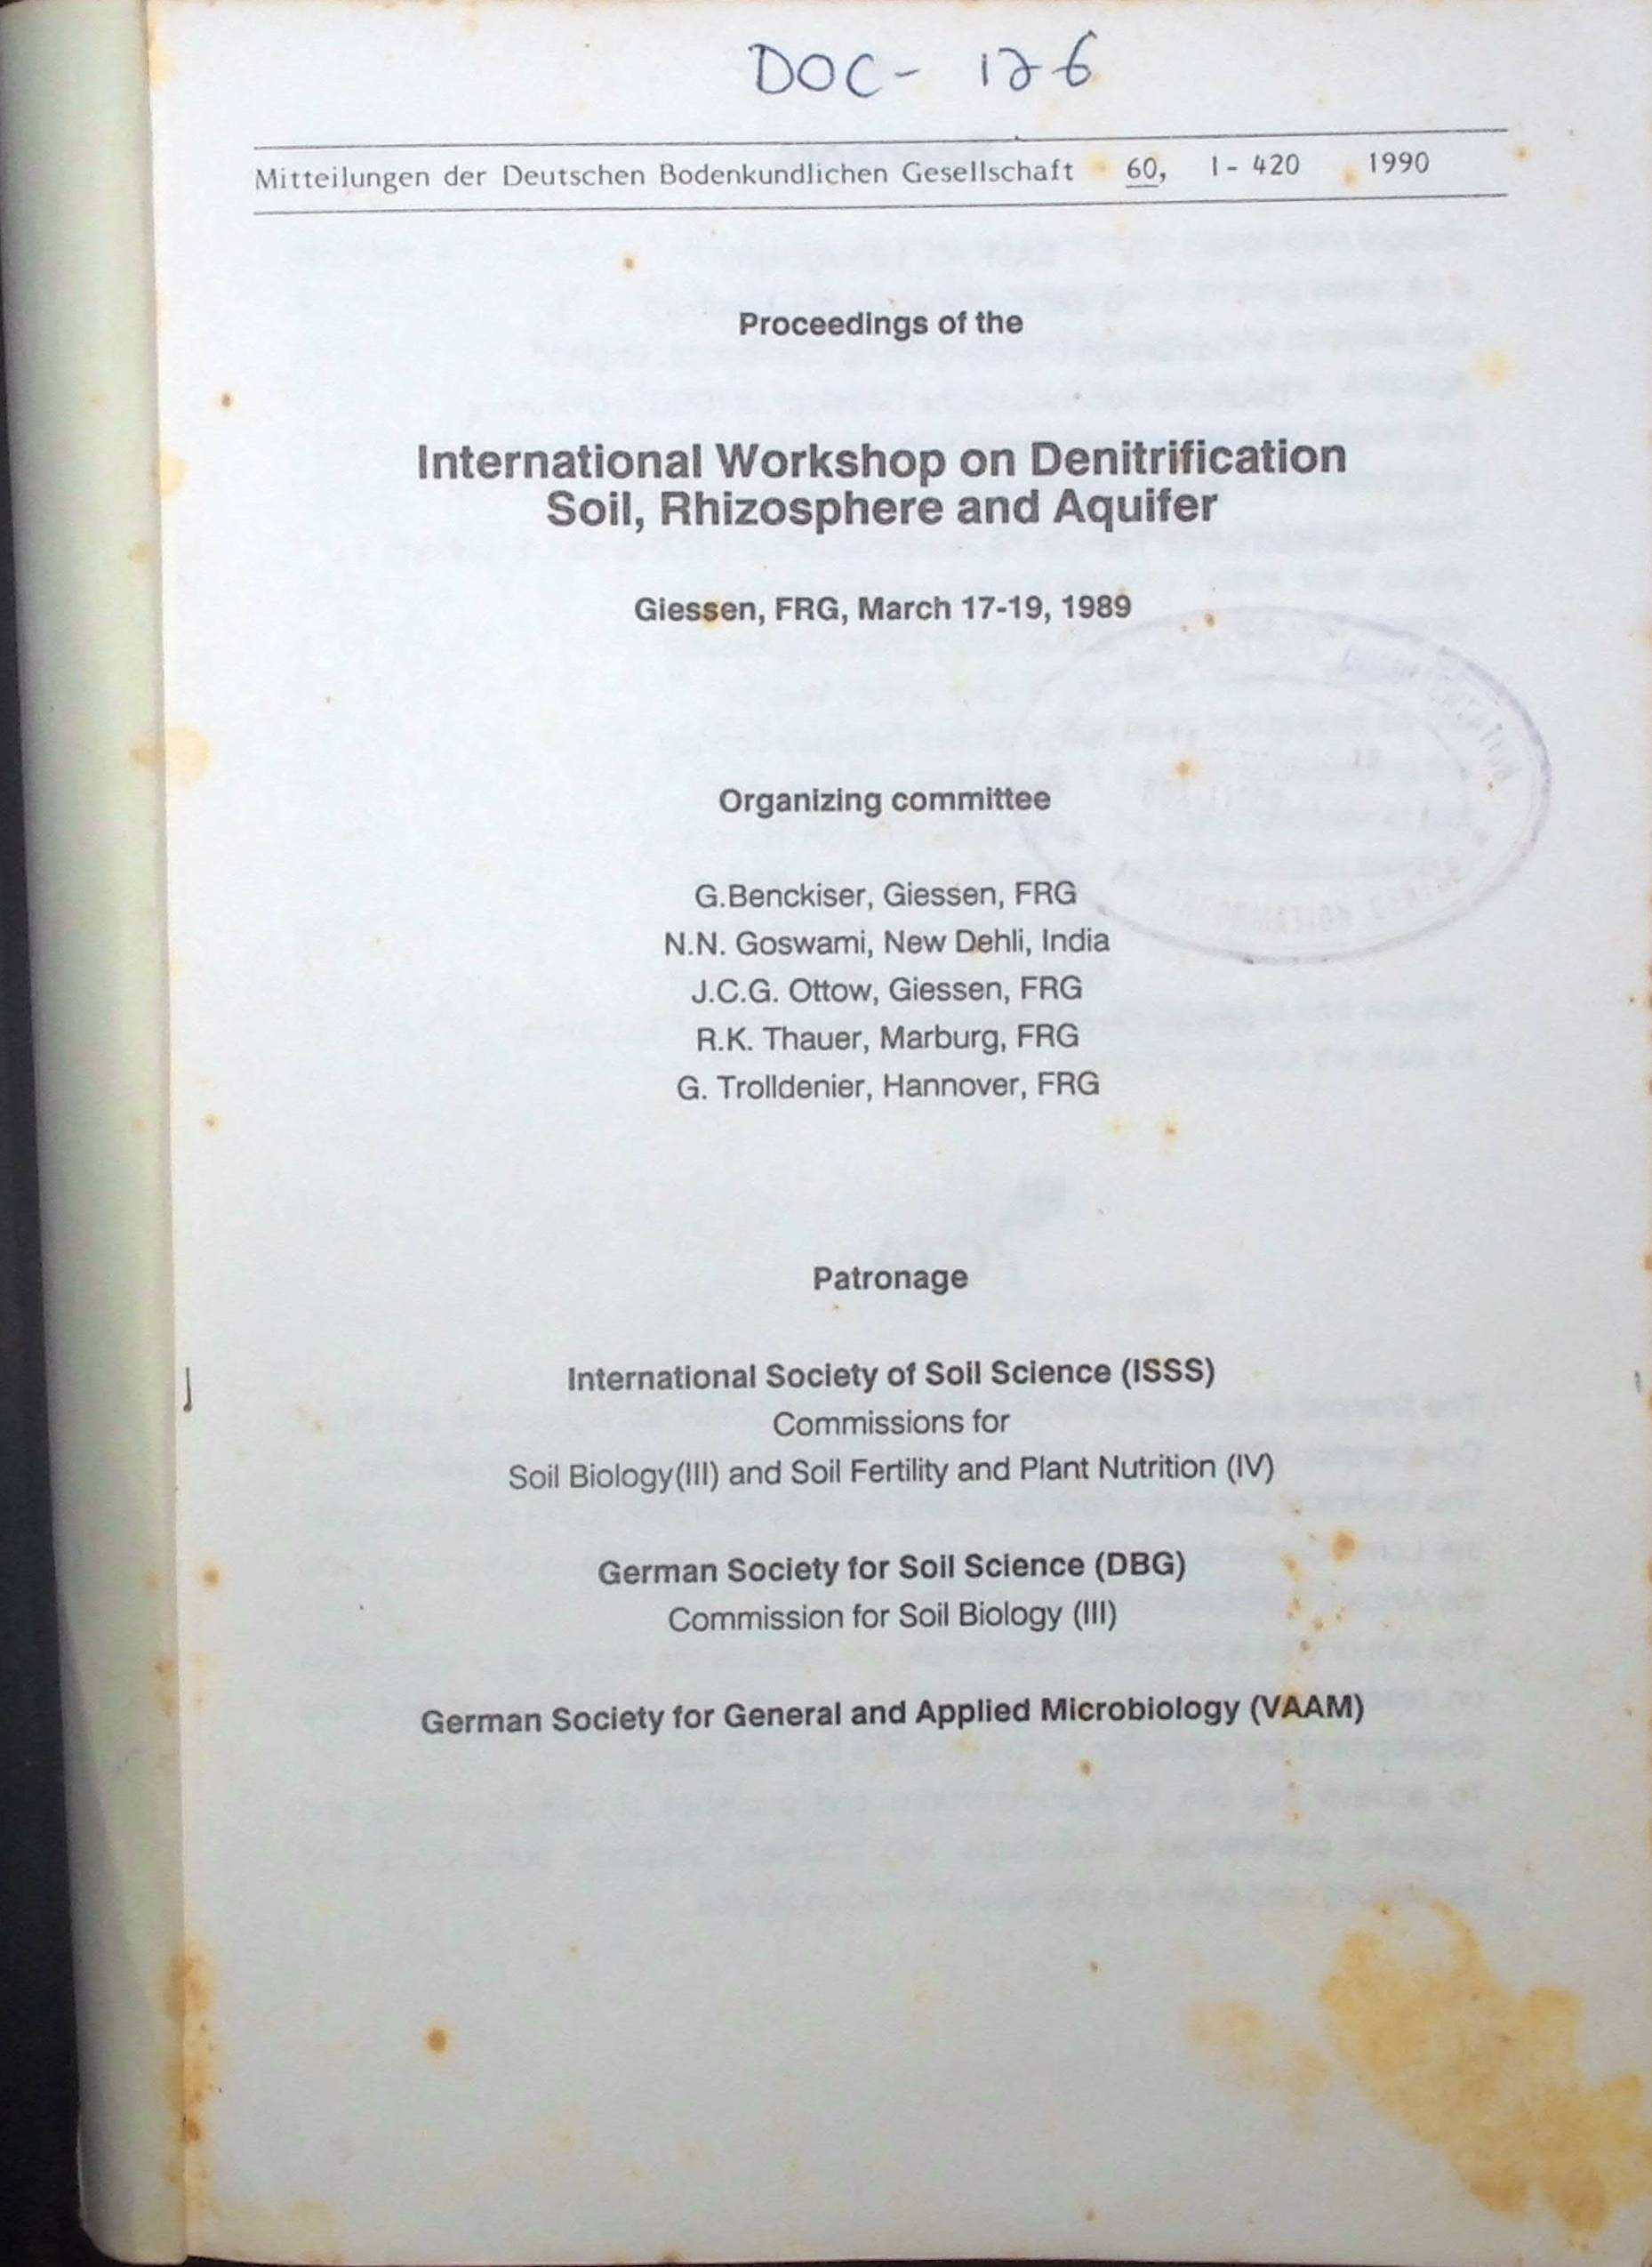 DOC- 126
Mitteilungen der Deutschen Bodenkundlichen Gesellschaft 60, 1- 420 1990
Proceedings of the
International Workshop on Denitrification
Soil, Rhizosphere and Aquifer
Giessen, FRG, March 17-19, 1989
Organizing committee
G.Benckiser, Giessen, FRG
N.N. Goswami, New Dehli, India
J.C.G. Ottow, Giessen, FRG
R.K. Thauer, Marburg, FRG
G. Trolldenier, Hannover, FRG
Patronage
International Society of Soil Science (ISSS)
Commissions for
Soil Biology(III) and Soil Fertility and Plant Nutrition (IV)
German Society for Soil Science (DBG)
Commission for Soil Biology (III)
German Society for General and Applied Microbiology (VAAM)